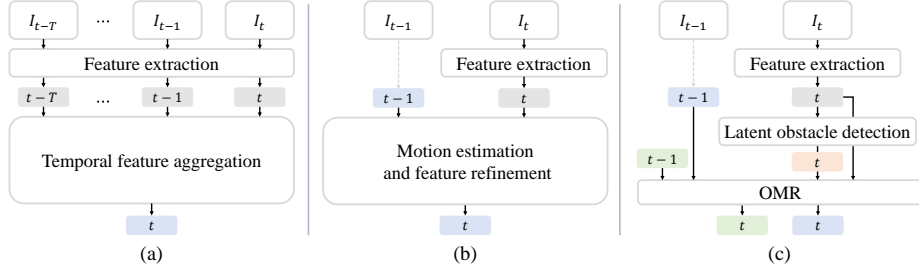 I_{t−T} ... I_{t−1} I_t
Feature extraction
t − T ... t − 1 t
Temporal feature aggregation
t
(a)
I_{t−1} I_t
Feature extraction
t − 1 t
Motion estimation
and feature refinement
t
(b)
I_{t−1} I_t
Feature extraction
t − 1 t
Latent obstacle detection
t − 1 t
OMR
t t
(c)